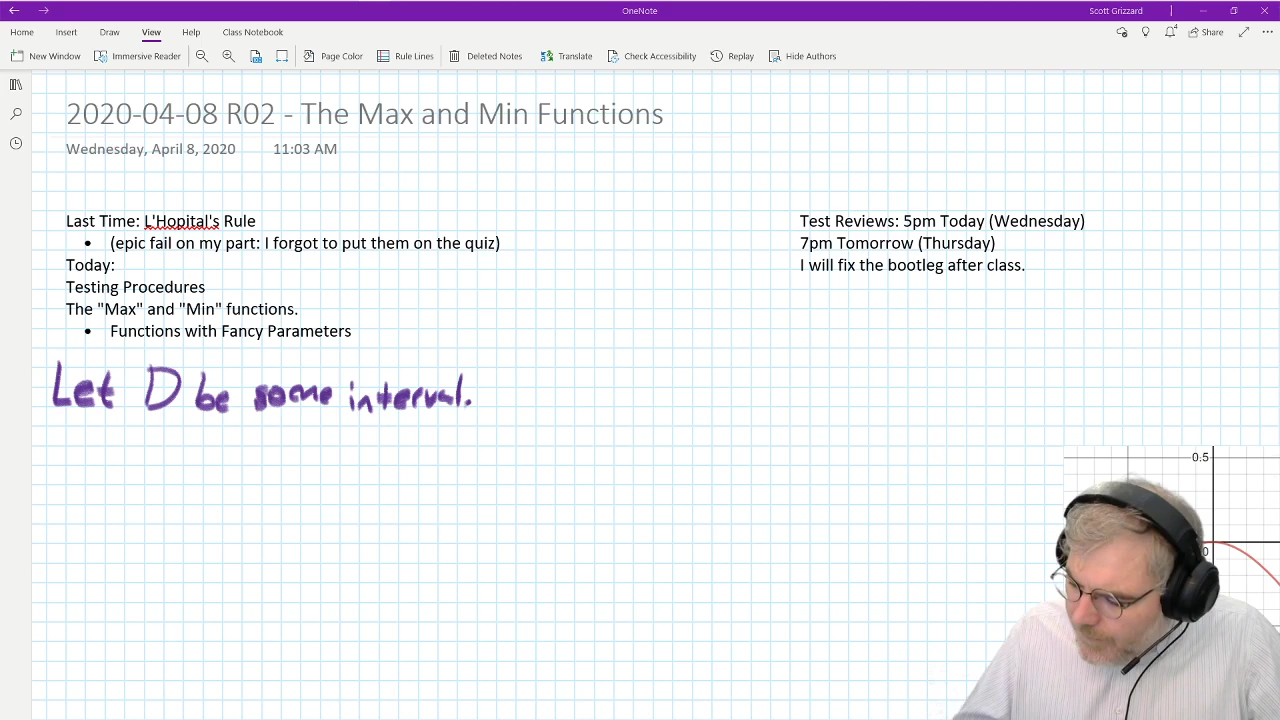 OneNote
Scott Grizzard
Home Insert Draw View Help Class Notebook
4
Share
New Window Immersive Reader Page Color Rule Lines Deleted Notes Translate Check Accessibility Replay Hide Authors
2020-04-08 R02 - The Max and Min Functions
Wednesday, April 8, 2020 11:03 AM
Last Time: L'Hopital's Rule
• (epic fail on my part: I forgot to put them on the quiz)
Today:
Testing Procedures
The "Max" and "Min" functions.
• Functions with Fancy Parameters
Test Reviews: 5pm Today (Wednesday)
7pm Tomorrow (Thursday)
I will fix the bootleg after class.
Let D be some interval.
0.5
0